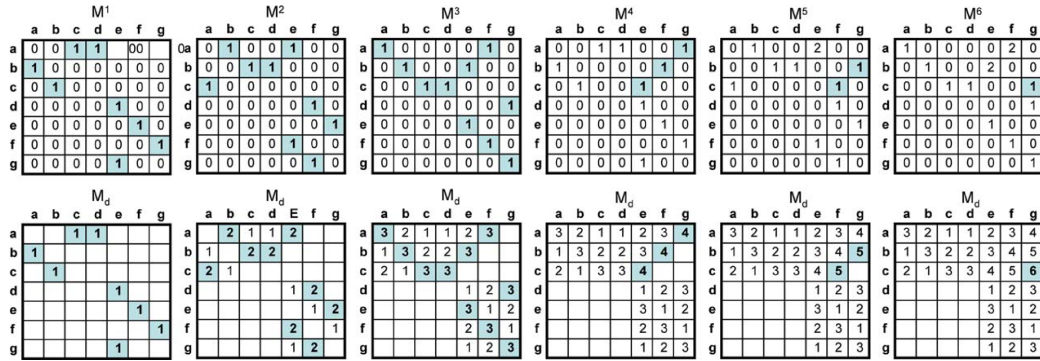 M¹
a b c d e f g
a 0 0 1 1 00 0
b 1 0 0 0 0 0 0
c 0 1 0 0 0 0 0
d 0 0 0 0 1 0 0
e 0 0 0 0 0 1 0
f 0 0 0 0 0 0 1
g 0 0 0 0 1 0 0
M²
a b c d e f g
a 0 1 0 0 1 0 0
b 0 0 1 1 0 0 0
c 1 0 0 0 0 0 0
d 0 0 0 0 0 1 0
e 0 0 0 0 0 0 1
f 0 0 0 0 1 0 0
g 0 0 0 0 0 1 0
M³
a b c d e f g
a 1 0 0 0 0 1 0
b 0 1 0 0 1 0 0
c 0 0 1 1 0 0 0
d 0 0 0 0 0 0 1
e 0 0 0 0 1 0 0
f 0 0 0 0 0 1 0
g 0 0 0 0 0 0 1
M⁴
a b c d e f g
a 0 0 1 1 0 0 1
b 1 0 0 0 0 1 0
c 0 1 0 0 1 0 0
d 0 0 0 0 1 0 0
e 0 0 0 0 0 1 0
f 0 0 0 0 0 0 1
g 0 0 0 0 1 0 0
M⁵
a b c d e f g
a 0 1 0 0 2 0 0
b 0 0 1 1 0 0 1
c 1 0 0 0 0 1 0
d 0 0 0 0 0 1 0
e 0 0 0 0 0 0 1
f 0 0 0 0 1 0 0
g 0 0 0 0 0 1 0
M⁶
a b c d e f g
a 1 0 0 0 0 2 0
b 0 1 0 0 2 0 0
c 0 0 1 1 0 0 1
d 0 0 0 0 0 0 1
e 0 0 0 0 1 0 0
f 0 0 0 0 0 1 0
g 0 0 0 0 0 0 1
M_d
a b c d e f g
a 1 1
b 1
c 1
d 1
e 1
f 1
g 1
M_d
a b c d E f g
a 2 1 1 2
b 1 2 2
c 2 1
d 1 2
e 1 2
f 2 1
g 1 2
M_d
a b c d e f g
a 3 2 1 1 2 3
b 1 3 2 2 3
c 2 1 3 3
d 1 2 3
e 3 1 2
f 2 3 1
g 1 2 3
M_d
a b c d e f g
a 3 2 1 1 2 3 4
b 1 3 2 2 3 4
c 2 1 3 3 4
d 1 2 3
e 3 1 2
f 2 3 1
g 1 2 3
M_d
a b c d e f g
a 3 2 1 1 2 3 4
b 1 3 2 2 3 4 5
c 2 1 3 3 4 5
d 1 2 3
e 3 1 2
f 2 3 1
g 1 2 3
M_d
a b c d e f g
a 3 2 1 1 2 3 4
b 1 3 2 2 3 4 5
c 2 1 3 3 4 5 6
d 1 2 3
e 3 1 2
f 2 3 1
g 1 2 3